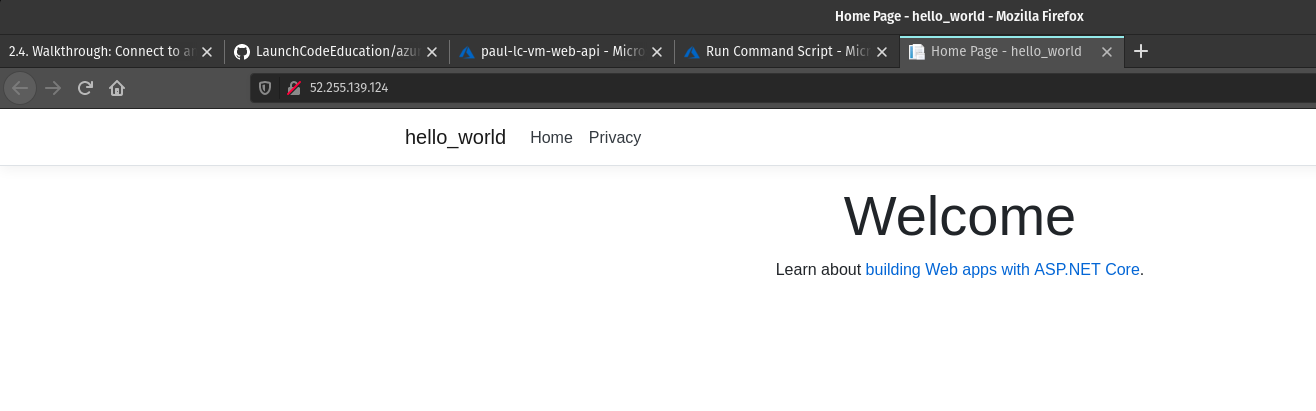 Home Page - hello_world - Mozilla Firefox
2.4. Walkthrough: Connect to a
LaunchCodeEducation/azu
paul-lc-vm-web-api - Micro
Run Command Script - Mic
Home Page - hello_world
52.255.139.124
hello_world Home Privacy
Welcome
Learn about building Web apps with ASP.NET Core.